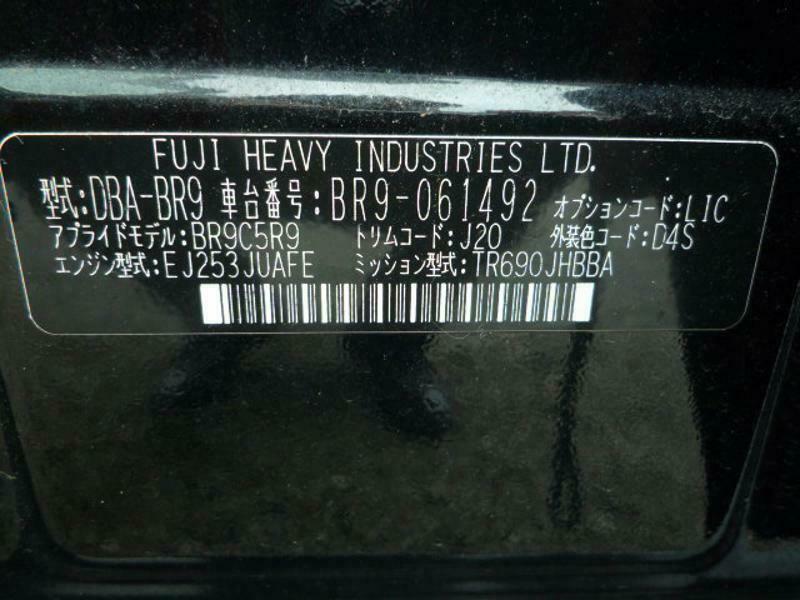 FUJI HEAVY INDUSTRIES LTD.
型式:DBA-BR9 車台番号:BR9-061492 オプションコード:LIC
アプライドモデル:BR9C5R9 トリムコード:J20 外装色コード:D4S
エンジン型式:EJ253JUAFE ミッション型式:TR690JHBBA